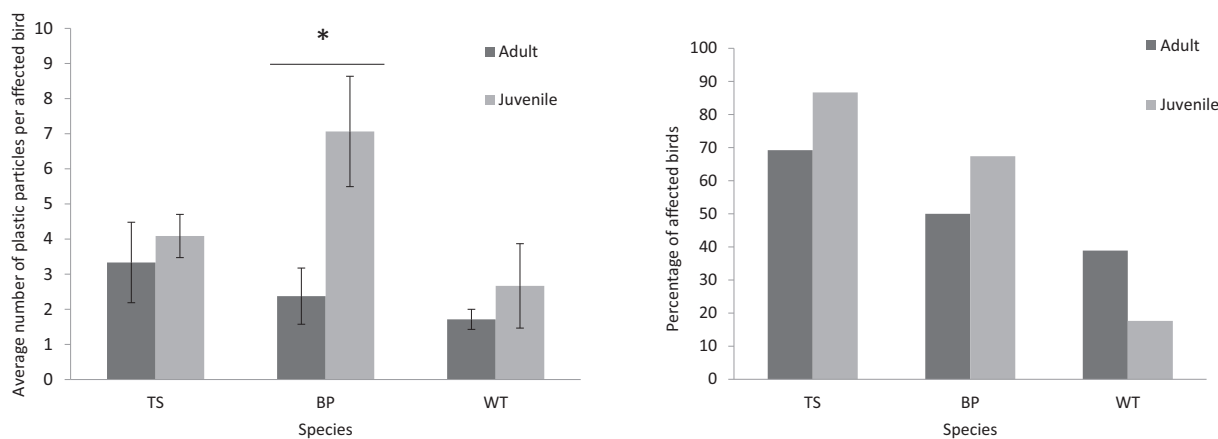 Average number of plastic particles per affected bird
10
9
8
7
6
5
4
3
2
1
0
*
Adult
Juvenile
TS BP WT
Species
Percentage of affected birds
100
90
80
70
60
50
40
30
20
10
0
Adult
Juvenile
TS BP WT
Species